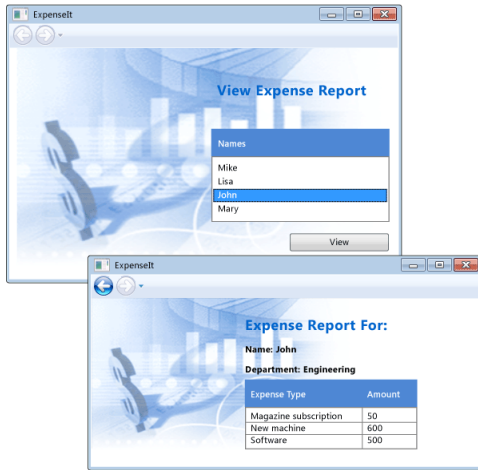 ExpenseIt
View Expense Report
Names
Mike
Lisa
John
Mary
View
ExpenseIt
Expense Report For:
Name: John
Department: Engineering
Expense Type Amount
Magazine subscription 50
New machine 600
Software 500